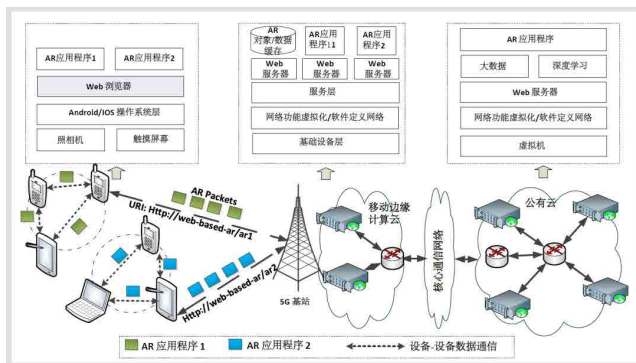 AR应用程序1
AR应用程序2
Web 浏览器
Android/IOS 操作系统层
照相机
触摸屏幕
AR
对象/数据
缓存
AR应用
程序1
AR应用
程序2
Web
服务器
Web
服务器
Web
服务器
服务层
网络功能虚拟化/软件定义网络
基础设备层
AR应用程序
大数据
深度学习
Web服务器
网络功能虚拟化/软件定义网络
虚拟机
AR Packets
URI: Http://web-based-ar/ar1
Http://web-based-ar/ar2
5G 基站
移动边缘
计算云
核心通信网络
公有云
AR 应用程序 1
AR 应用程序 2
设备-设备数据通信